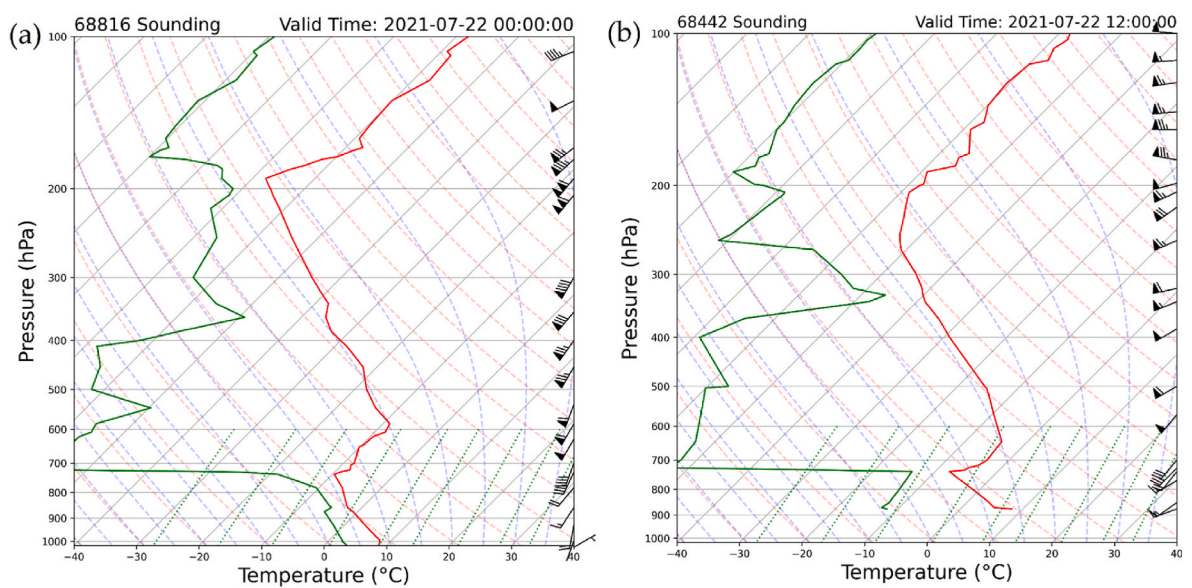 (a)
68816 Sounding Valid Time: 2021-07-22 00:00:00
100
200
300
400
500
600
700
800
900
1000
Pressure (hPa)
−40 −30 −20 −10 0 10 20 30 40
Temperature (°C)
(b)
68442 Sounding Valid Time: 2021-07-22 12:00:00
100
200
300
400
500
600
700
800
900
1000
Pressure (hPa)
−40 −30 −20 −10 0 10 20 30 40
Temperature (°C)